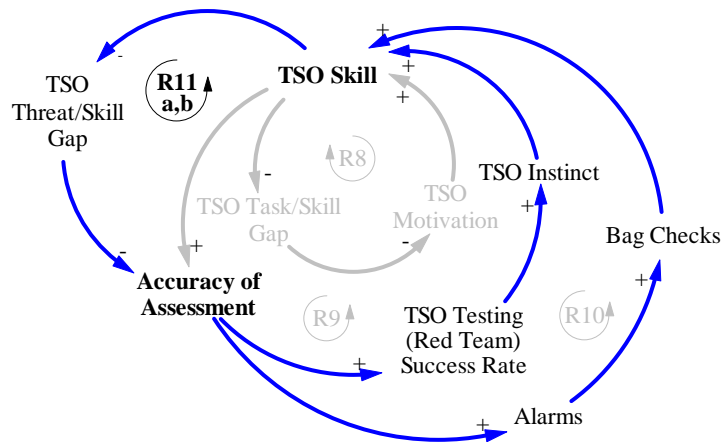 TSO Skill
TSO
Threat/Skill
Gap
R11
a,b
R8
TSO Task/Skill
Gap
TSO
Motivation
TSO Instinct
Bag Checks
Accuracy of
Assessment
R9
TSO Testing
(Red Team)
Success Rate
R10
Alarms
+
+
+
-
-
-
-
+
+
+
+
+